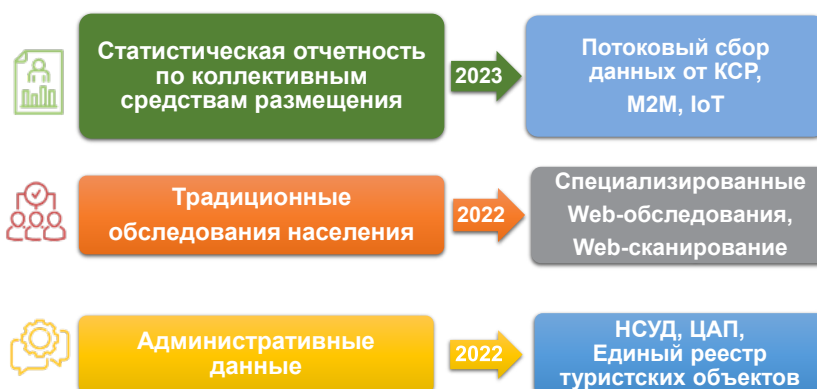 Статистическая отчетность
по коллективным
средствам размещения
2023
Потоковый сбор
данных от КСР,
M2M, IoT
Традиционные
обследования населения
2022
Специализированные
Web-обследования,
Web-сканирование
Административные
данные
2022
НСУД, ЦАП,
Единый реестр
туристских объектов